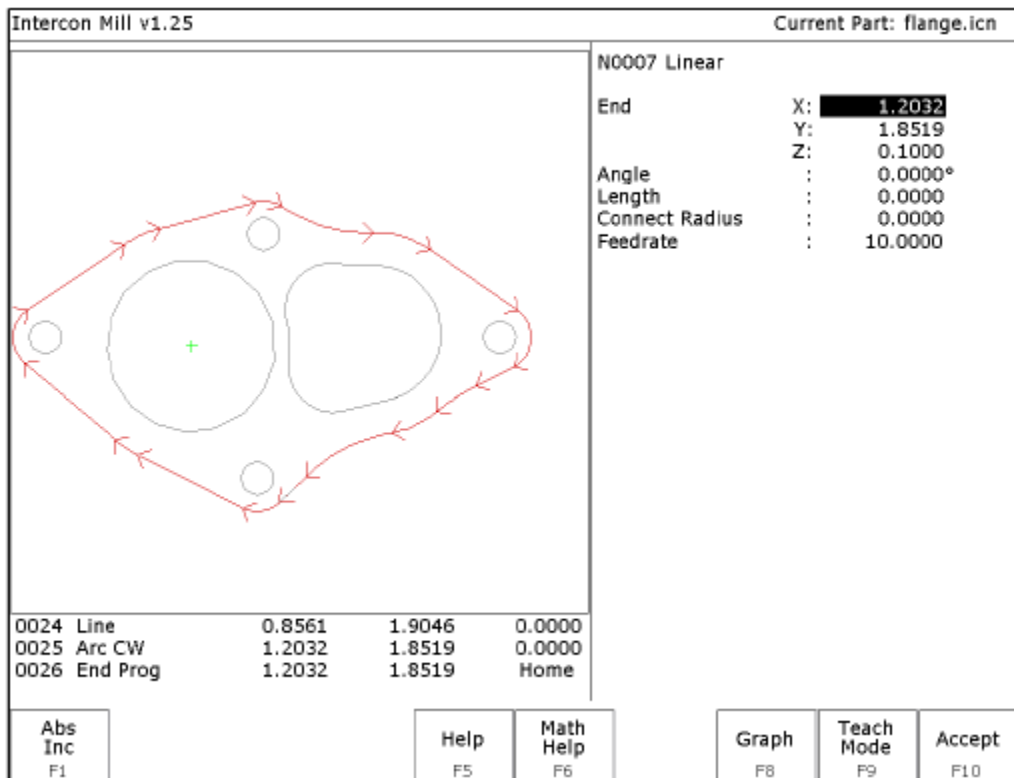 Intercon Mill v1.25 Current Part: flange.icn
N0007 Linear
End X: 1.2032
Y: 1.8519
Z: 0.1000
Angle : 0.0000°
Length : 0.0000
Connect Radius : 0.0000
Feedrate : 10.0000
0024 Line 0.8561 1.9046 0.0000
0025 Arc CW 1.2032 1.8519 0.0000
0026 End Prog 1.2032 1.8519 Home
Abs
Inc
F1
Help
F5
Math
Help
F6
Graph
F8
Teach
Mode
F9
Accept
F10